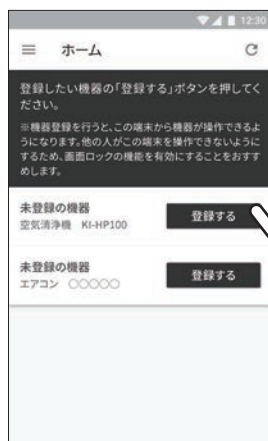 12:30
ホーム
登録したい機器の「登録する」ボタンを押してく
ださい。
※機器登録を行うと、この端末から機器が操作できるよ
うになります。他の人がこの端末を操作できないように
するため、画面ロックの機能を有効にすることをおすす
めします。
未登録の機器
空気清浄機 KI-HP100
登録する
未登録の機器
エアコン 〇〇〇〇〇
登録する